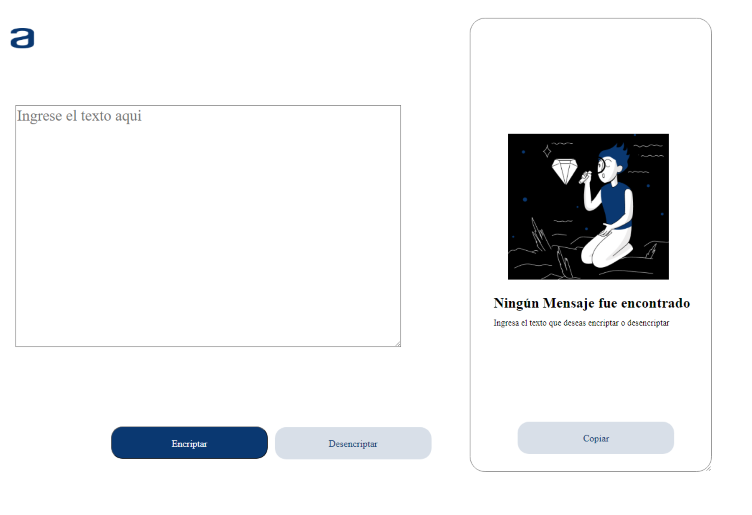 a
Ingrese el texto aqui
Ningún Mensaje fue encontrado
Ingresa el texto que deseas encriptar o desencriptar
Encriptar
Desencriptar
Copiar